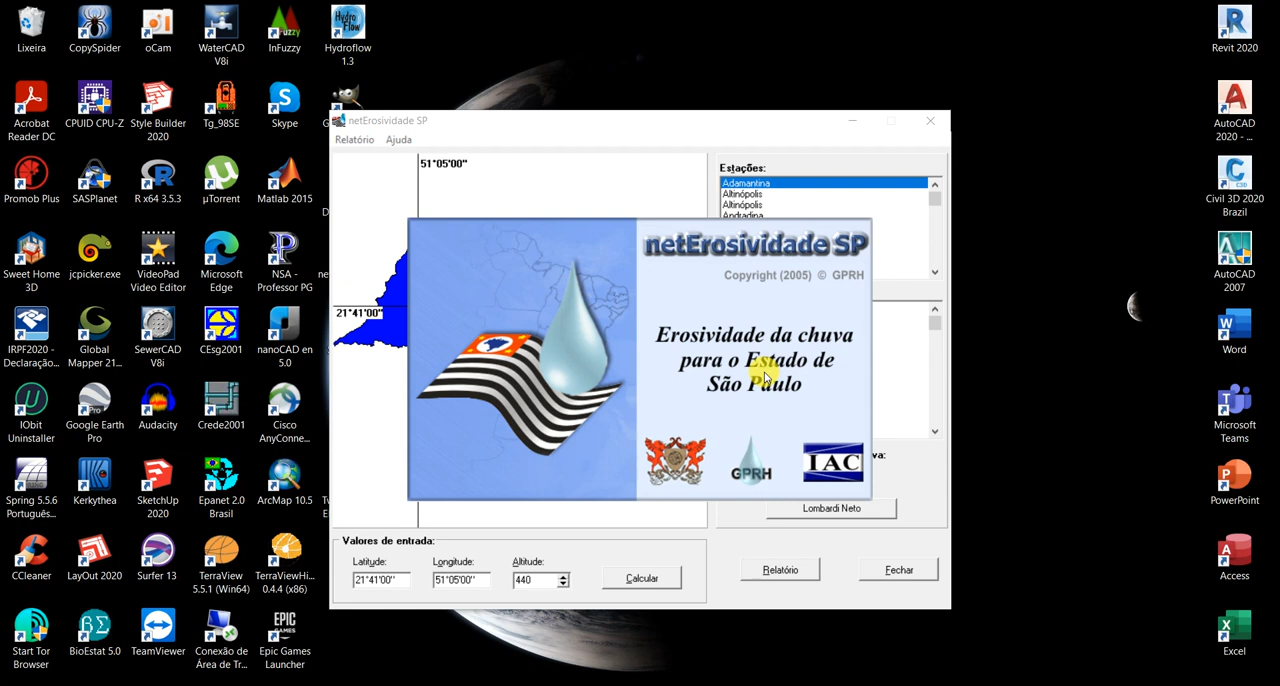 Lixeira
CopySpider
oCam
WaterCAD
V8i
InFuzzy
Hydroflow
1.3
Acrobat
Reader DC
CPUID CPU-Z
Style Builder
2020
Tg_98SE
Skype
Promob Plus
SASPlanet
R x64 3.5.3
µTorrent
Matlab 2015
Sweet Home
3D
jcpicker.exe
VideoPad
Video Editor
Microsoft
Edge
NSA -
Professor PG
IRPF2020 -
Declaração...
Global
Mapper 21...
SewerCAD
V8i
CEsg2001
nanoCAD en
5.0
IObit
Uninstaller
Google Earth
Pro
Audacity
Crede2001
Cisco
AnyConne...
Spring 5.5.6
Português...
Kerkythea
SketchUp
2020
Epanet 2.0
Brasil
ArcMap 10.5
CCleaner
LayOut 2020
Surfer 13
TerraView
5.5.1 (Win64)
TerraViewHi...
0.4.4 (x86)
Start Tor
Browser
BioEstat 5.0
TeamViewer
Conexão de
Área de Tr...
Epic Games
Launcher
netErosividade SP
Relatório Ajuda
51°05'00"
21°41'00"
Estações:
Adamantina
Altinópolis
Altinópolis
Andradina
netErosividade SP
Copyright (2005) © GPRH
Erosividade da chuva
para o Estado de
São Paulo
GPRH
IAC
va:
Lombardi Neto
Valores de entrada:
Latitude:
Longitude:
Altitude:
21°41'00"
51°05'00"
440
Calcular
Relatório
Fechar
Revit 2020
AutoCAD
2020 - ...
Civil 3D 2020
Brazil
AutoCAD
2007
Word
Microsoft
Teams
PowerPoint
Access
Excel